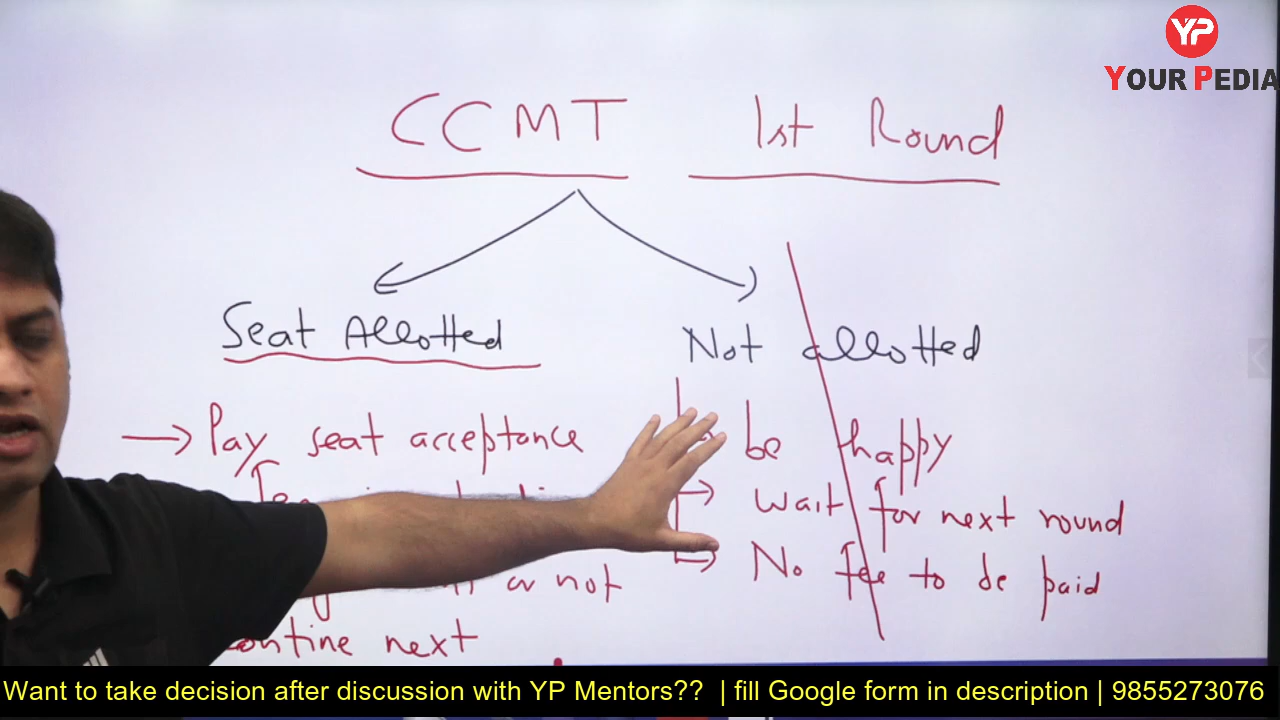 YP
YOUR PEDIA
CCMT 1st Round
Seat Allotted
Not allotted
→ Pay seat acceptance
be happy
wait for next round
No fee to be paid
or not
contine next
Want to take decision after discussion with YP Mentors?? | fill Google form in description | 9855273076